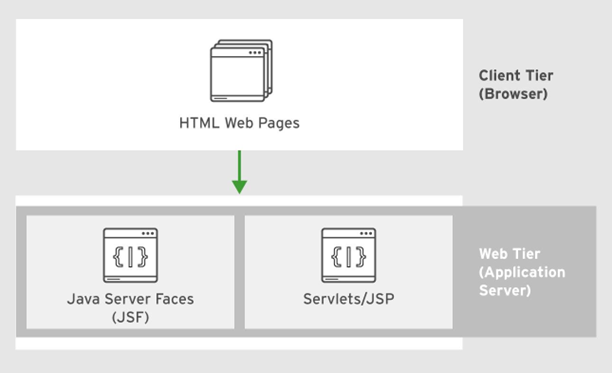 HTML Web Pages
Client Tier
(Browser)
{|}
Java Server Faces
(JSF)
{|}
Servlets/JSP
Web Tier
(Application
Server)